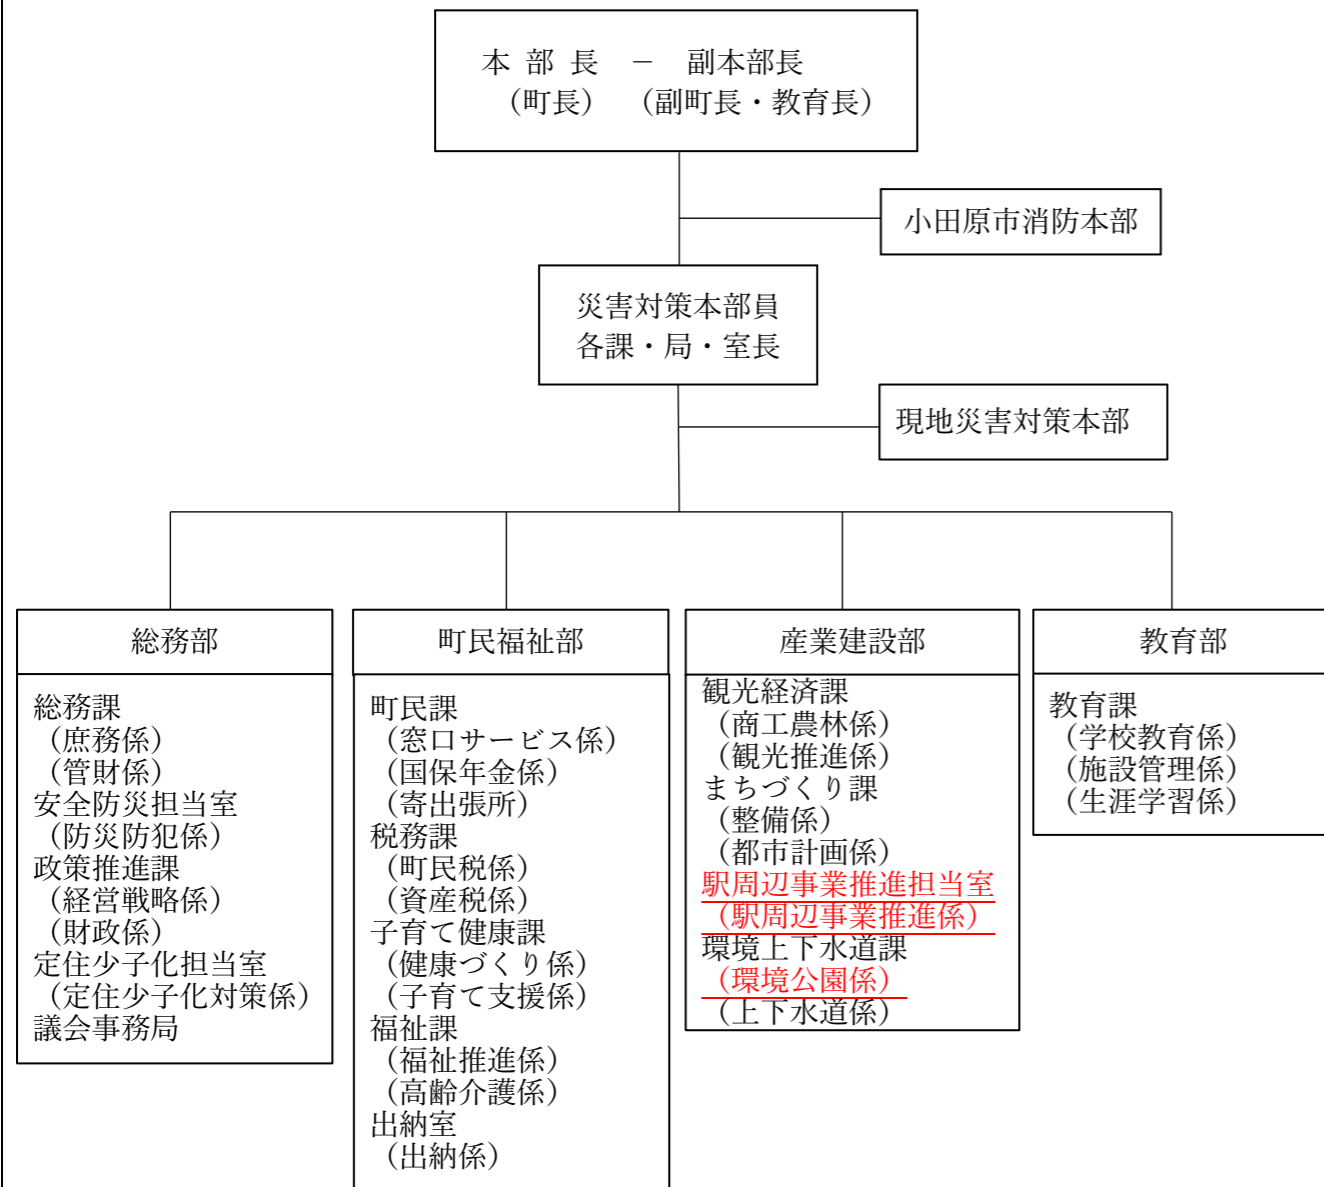 本 部 長 － 副本部長
（町長） （副町長・教育長）
小田原市消防本部
災害対策本部員
各課・局・室長
現地災害対策本部
総務部
総務課
（庶務係）
（管財係）
安全防災担当室
（防災防犯係）
政策推進課
（経営戦略係）
（財政係）
定住少子化担当室
（定住少子化対策係）
議会事務局
町民福祉部
町民課
（窓口サービス係）
（国保年金係）
（寄出張所）
税務課
（町民税係）
（資産税係）
子育て健康課
（健康づくり係）
（子育て支援係）
福祉課
（福祉推進係）
（高齢介護係）
出納室
（出納係）
産業建設部
観光経済課
（商工農林係）
（観光推進係）
まちづくり課
（整備係）
（都市計画係）
駅周辺事業推進担当室
（駅周辺事業推進係）
環境上下水道課
（環境公園係）
（上下水道係）
教育部
教育課
（学校教育係）
（施設管理係）
（生涯学習係）